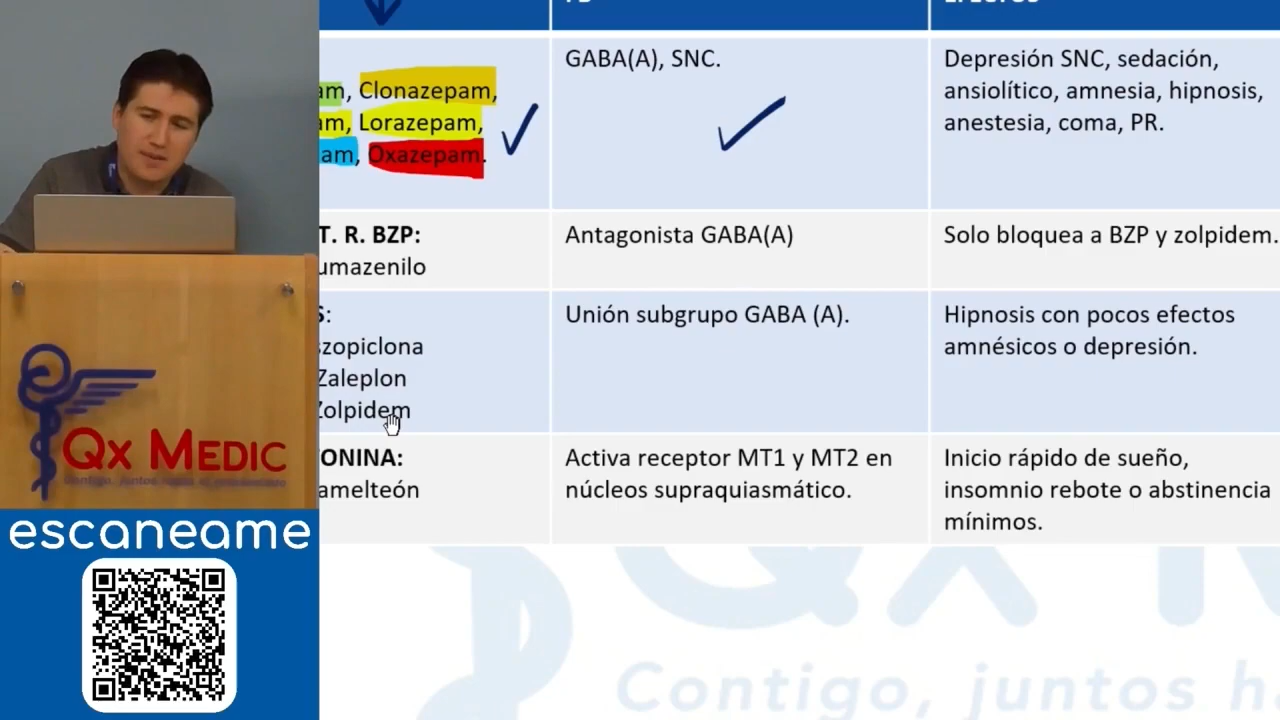 GABA(A), SNC.
Depresión SNC, sedación,
am, Clonazepam,
ansiolítico, amnesia, hipnosis,
am, Lorazepam,
anestesia, coma, PR.
am, Oxazepam.
T. R. BZP:
Antagonista GABA(A)
Solo bloquea a BZP y zolpidem.
umazenilo
S:
Unión subgrupo GABA (A).
Hipnosis con pocos efectos
szopiclona
amnésicos o depresión.
Zaleplon
Zolpidem
ONINA:
Activa receptor MT1 y MT2 en
Inicio rápido de sueño,
amelteón
núcleos supraquiasmático.
insomnio rebote o abstinencia
mínimos.
Qx MEDIC
escaneame
Contigo, juntos h